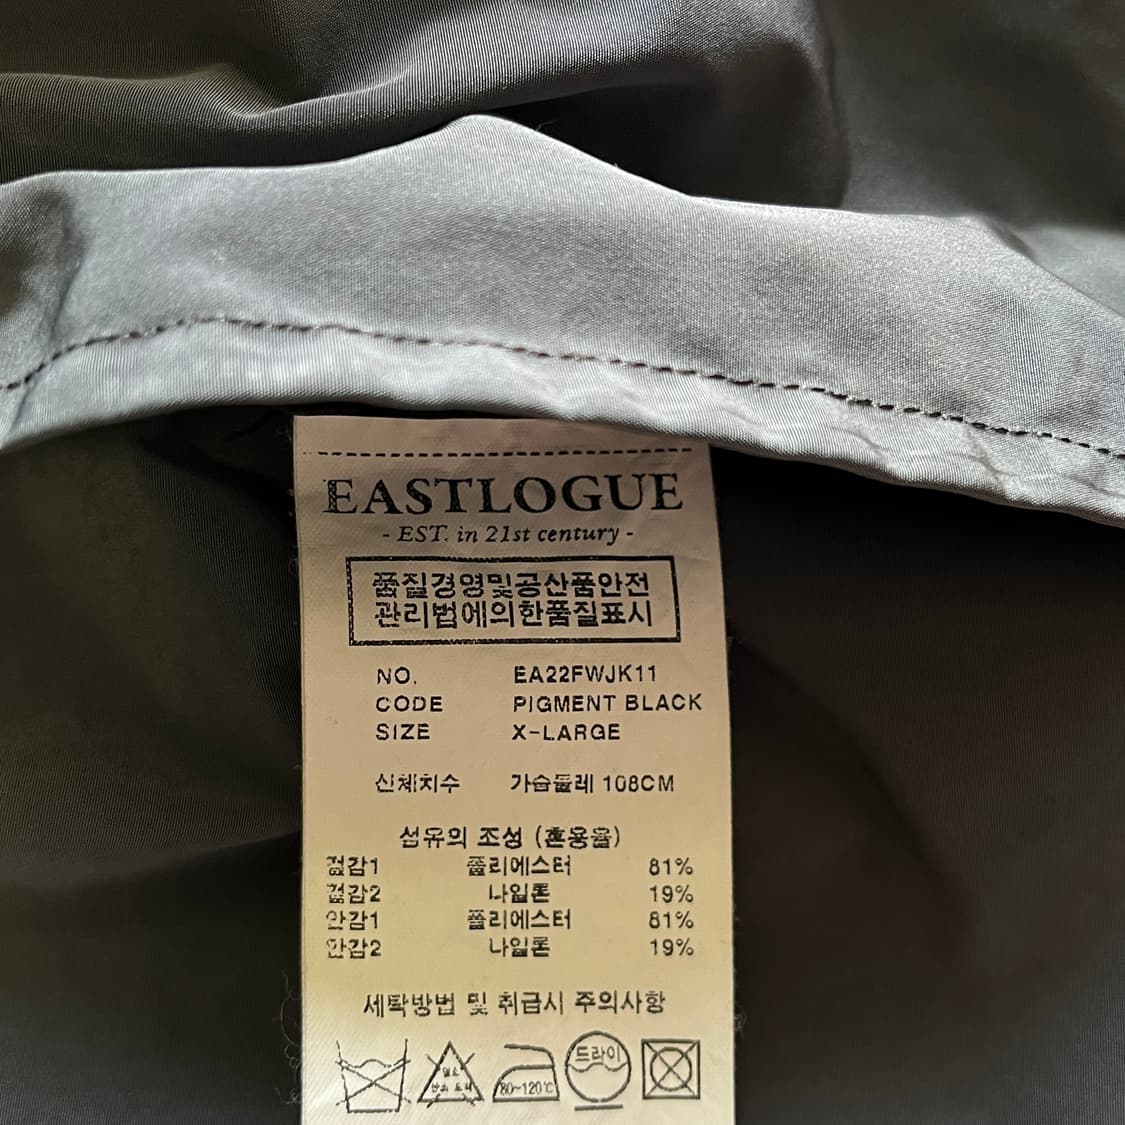 EASTLOGUE
- EST. in 21st century -
품질경영및공산품안전
관리법에의한품질표시
NO. EA22FWJK11
CODE PIGMENT BLACK
SIZE X-LARGE
신체치수 가슴둘레 108CM
섬유의 조성 (혼용율)
겉감1 폴리에스터 81%
겉감2 나일론 19%
안감1 폴리에스터 81%
안감2 나일론 19%
세탁방법 및 취급시 주의사항
80~120℃ 드라이